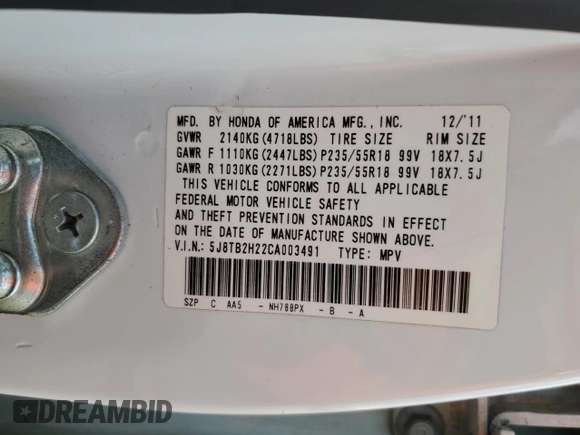 MFD. BY HONDA OF AMERICA MFG., INC. 12/'11
GVWR 2140KG(4718LBS) TIRE SIZE RIM SIZE
GAWR F 1110KG(2447LBS)P235/55R18 99V 18X7.5J
GAWR R 1030KG(2271LBS)P235/55R18 99V 18X7.5J
THIS VEHICLE CONFORMS TO ALL APPLICABLE
FEDERAL MOTOR VEHICLE SAFETY
AND THEFT PREVENTION STANDARDS IN EFFECT
ON THE DATE OF MANUFACTURE SHOWN ABOVE.
V.I.N.: 5J8TB2H22CA003491 TYPE: MPV
SZP C AA5 - NH788PX - B - A
DREAMBID